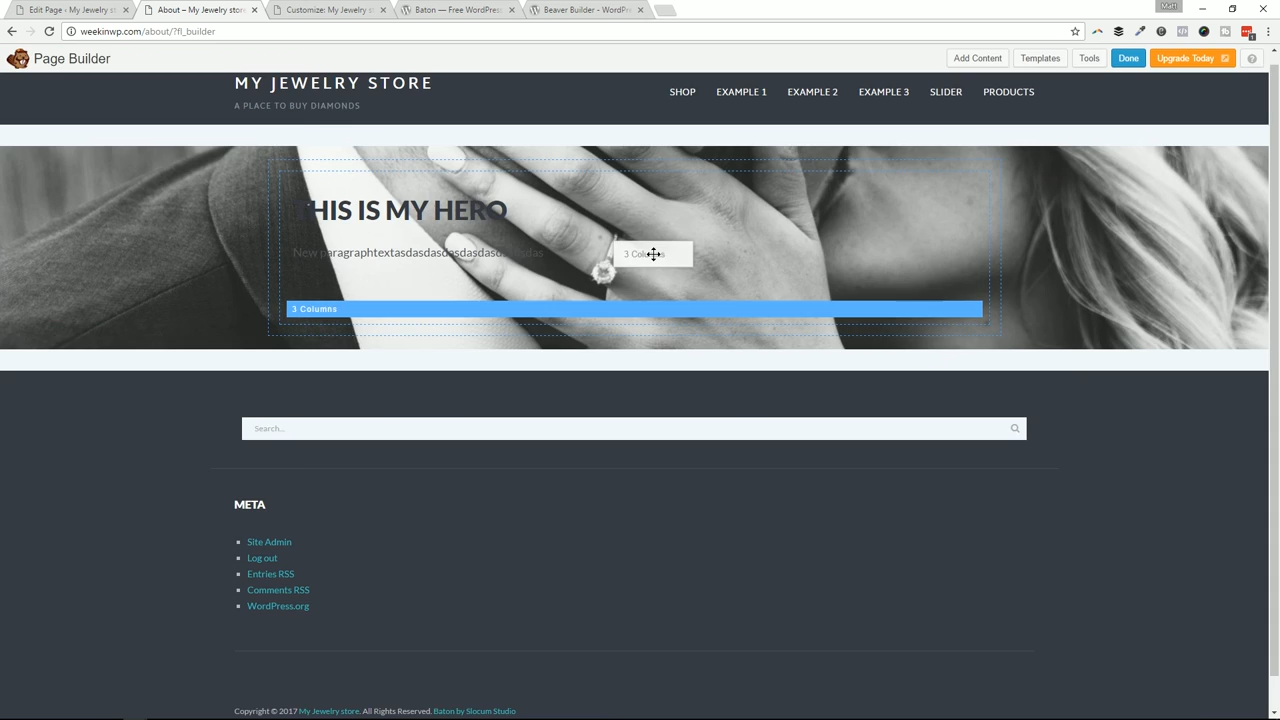 Matt
Edit Page ‹ My Jewelry st
About – My Jewelry store
Customize: My Jewelry st
Baton — Free WordPress
Beaver Builder - WordPre
weekinwp.com/about/?fl_builder
Page Builder
Add Content
Templates
Tools
Done
Upgrade Today
MY JEWELRY STORE
A PLACE TO BUY DIAMONDS
SHOP EXAMPLE 1 EXAMPLE 2 EXAMPLE 3 SLIDER PRODUCTS
THIS IS MY HERO
3 Columns
3 Columns
Search...
META
Site Admin
Log out
Entries RSS
Comments RSS
WordPress.org
Copyright © 2017 My Jewelry store. All Rights Reserved. Baton by Slocum Studio